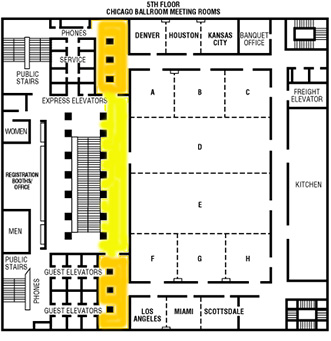 5TH FLOOR
CHICAGO BALLROOM MEETING ROOMS
PHONES
DENVER
HOUSTON
KANSAS
CITY
BANQUET
OFFICE
SERVICE
PUBLIC
STAIRS
EXPRESS ELEVATORS
A
B
C
FREIGHT
ELEVATOR
WOMEN
D
REGISTRATION
BOOTHS/
OFFICE
KITCHEN
E
MEN
PUBLIC
STAIRS
F
G
H
GUEST ELEVATORS
PHONES
GUEST ELEVATORS
LOS
ANGELES
MIAMI
SCOTTSDALE